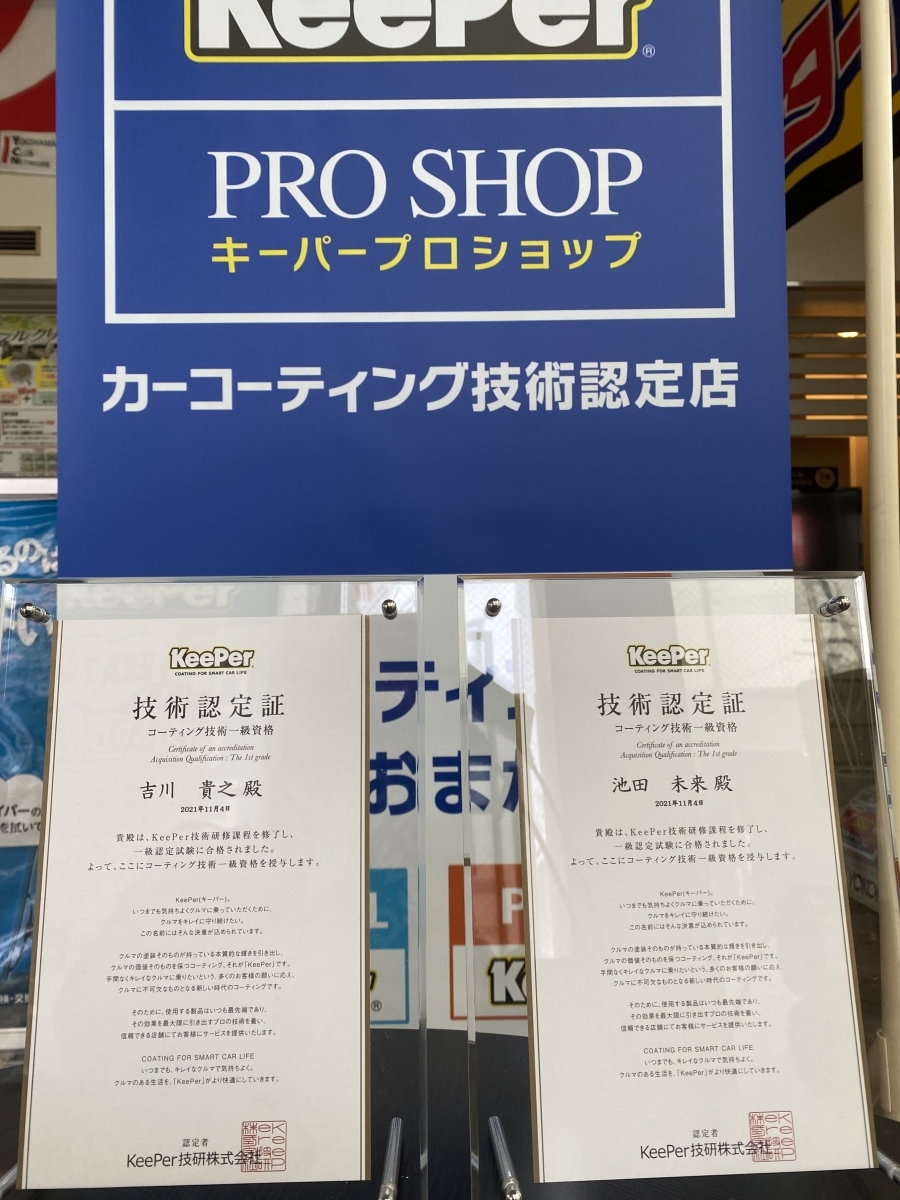 KeePer
®
PRO SHOP
キーパープロショップ
カーコーティング技術認定店
YOKOHAMA
CLUB
NETWORK
ター
るのは
ティ
おまか
KeePer
COATING FOR SMART CAR LIFE
技術認定証
コーティング技術一級資格
Certificate of an accreditation
Acquisition Qualification : The 1st grade
吉川 貴之 殿
2021年11月4日
貴殿は、KeePer技術研修課程を修了し、
一級認定試験に合格されました。
よって、ここにコーティング技術一級資格を授与します。
KeePer(キーパー)。
いつまでも気持ちよくクルマに乗っていただくために、
クルマをキレイに守り続けたい。
この名前にはそんな決意が込められています。
クルマの塗装そのものが持っている本質的な輝きを引き出し、
クルマの価値そのものを保つコーティング、それが「KeePer」です。
手間なくキレイなクルマに乗りたいという、多くのお客様の願いに応え、
クルマに不可欠なものとなる新しい時代のコーティングです。
そのために、使用する製品はいつも最先端であり、
その効果を最大限に引き出すプロの技術を養い、
信頼できる店舗にてお客様にサービスを提供いたします。
COATING FOR SMART CAR LIFE
いつまでも、キレイなクルマで気持ちよく。
クルマのある生活を、「KeePer」がより快適にしていきます。
認定者
KeePer技研株式会社
KeePer
COATING FOR SMART CAR LIFE
技術認定証
コーティング技術一級資格
Certificate of an accreditation
Acquisition Qualification : The 1st grade
池田 未来 殿
2021年11月4日
貴殿は、KeePer技術研修課程を修了し、
一級認定試験に合格されました。
よって、ここにコーティング技術一級資格を授与します。
KeePer(キーパー)。
いつまでも気持ちよくクルマに乗っていただくために、
クルマをキレイに守り続けたい。
この名前にはそんな決意が込められています。
クルマの塗装そのものが持っている本質的な輝きを引き出し、
クルマの価値そのものを保つコーティング、それが「KeePer」です。
手間なくキレイなクルマに乗りたいという、多くのお客様の願いに応え、
クルマに不可欠なものとなる新しい時代のコーティングです。
そのために、使用する製品はいつも最先端であり、
その効果を最大限に引き出すプロの技術を養い、
信頼できる店舗にてお客様にサービスを提供いたします。
COATING FOR SMART CAR LIFE
いつまでも、キレイなクルマで気持ちよく。
クルマのある生活を、「KeePer」がより快適にしていきます。
認定者
KeePer技研株式会社